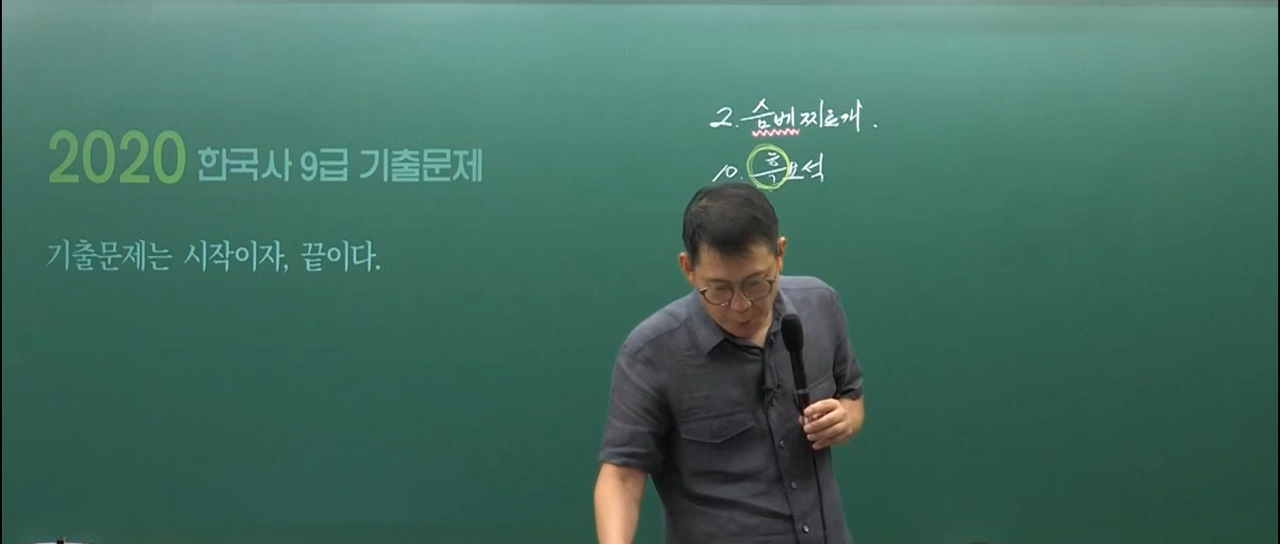 2020 한국사 9급 기출문제
기출문제는 시작이자, 끝이다.
2. 슴베찌르개.
10. 흑요석